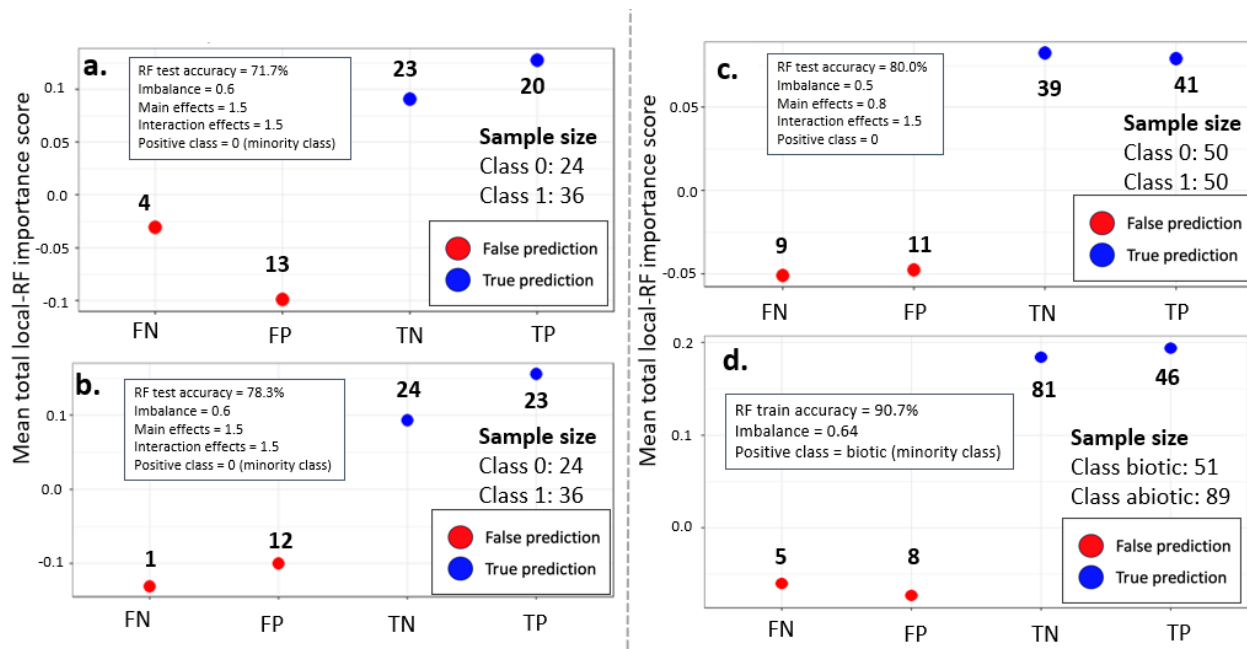 Mean total local-RF importance score
a.
RF test accuracy = 71.7%
Imbalance = 0.6
Main effects = 1.5
Interaction effects = 1.5
Positive class = 0 (minority class)
23
20
0.1
0.05
0.0
-0.05
-0.1
4
13
Sample size
Class 0: 24
Class 1: 36
False prediction
True prediction
FN
FP
TN
TP
b.
RF test accuracy = 78.3%
Imbalance = 0.6
Main effects = 1.5
Interaction effects = 1.5
Positive class = 0 (minority class)
24
23
0.1
0.0
-0.1
1
12
Sample size
Class 0: 24
Class 1: 36
False prediction
True prediction
FN
FP
TN
TP
Mean total local-RF importance score
c.
RF test accuracy = 80.0%
Imbalance = 0.5
Main effects = 0.8
Interaction effects = 1.5
Positive class = 0
39
41
0.05
0.0
-0.05
9
11
Sample size
Class 0: 50
Class 1: 50
False prediction
True prediction
FN
FP
TN
TP
d.
RF train accuracy = 90.7%
Imbalance = 0.64
Positive class = biotic (minority class)
81
46
0.2
0.1
0.0
5
8
Sample size
Class biotic: 51
Class abiotic: 89
False prediction
True prediction
FN
FP
TN
TP